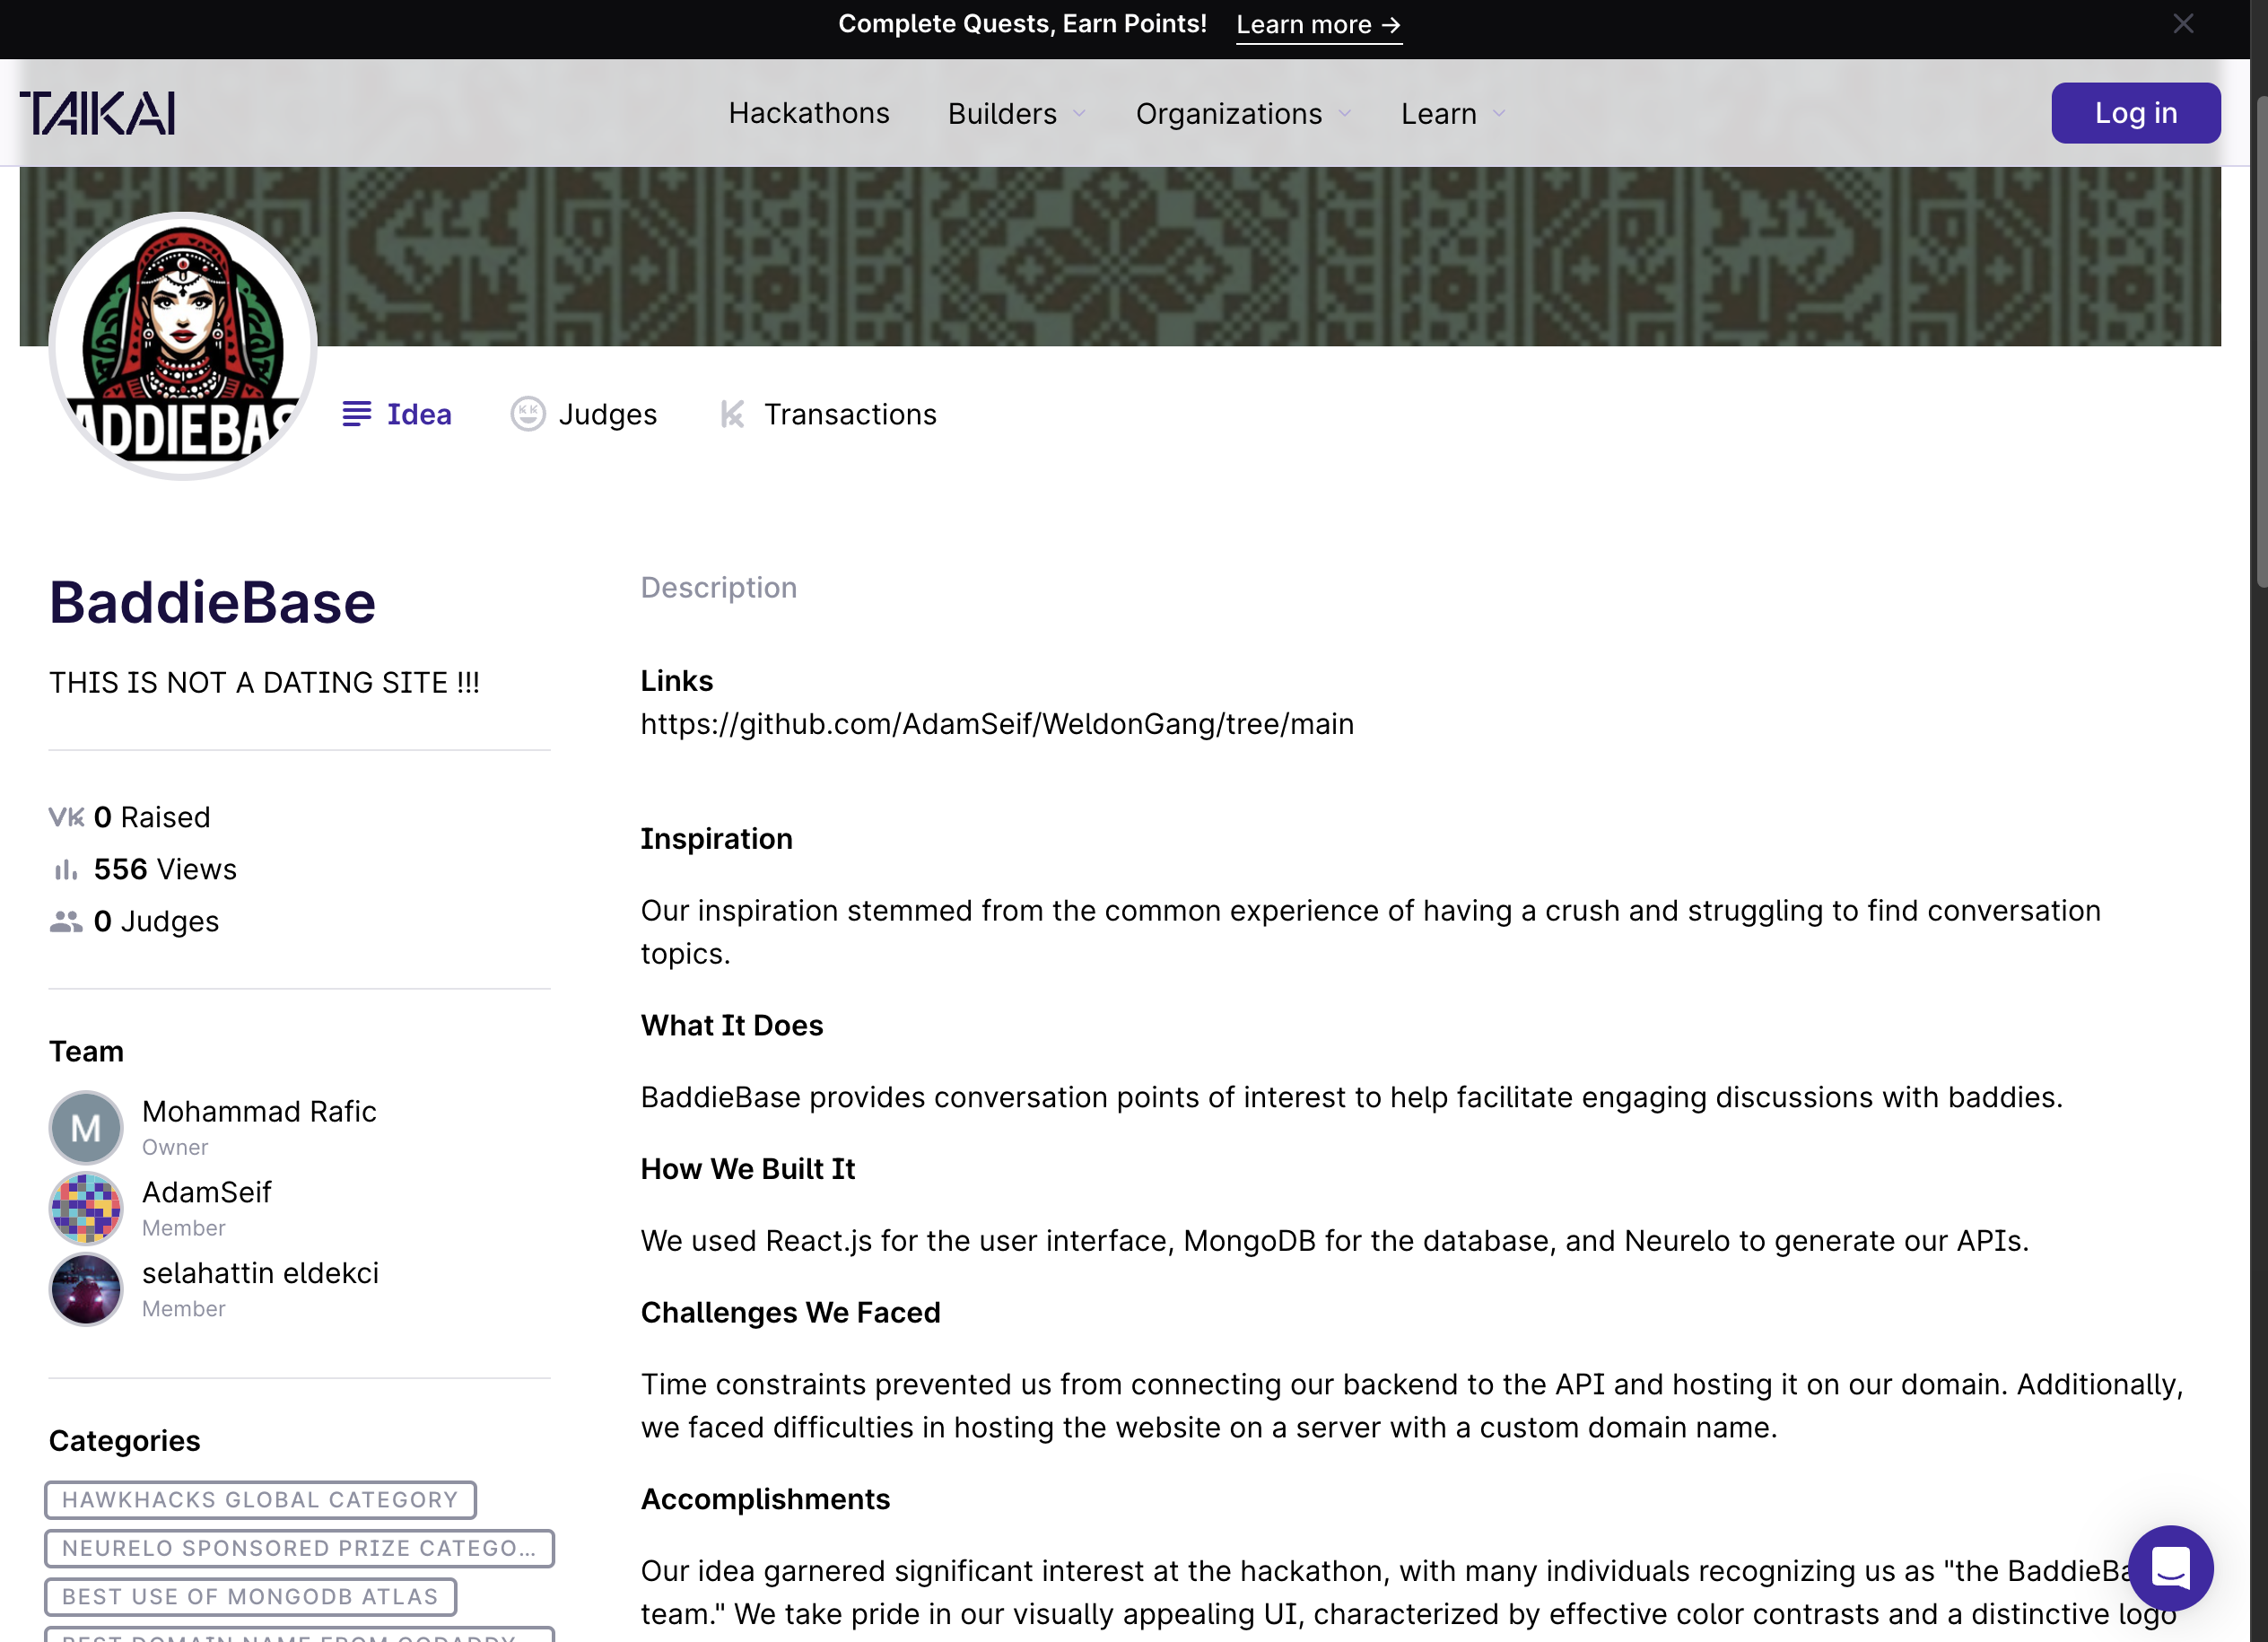 Complete Quests, Earn Points! Learn more →
TAIKAI
Hackathons Builders Organizations Learn
Log in
ADDIEBAS
Idea Judges Transactions
BaddieBase
THIS IS NOT A DATING SITE !!!
0 Raised
556 Views
0 Judges
Team
M
Mohammad Rafic
Owner
AdamSeif
Member
selahattin eldekci
Member
Categories
HAWKHACKS GLOBAL CATEGORY
NEURELO SPONSORED PRIZE CATEGO...
BEST USE OF MONGODB ATLAS
BEST DOMAIN NAME FROM GODADDY
Description
Links
https://github.com/AdamSeif/WeldonGang/tree/main
Inspiration
Our inspiration stemmed from the common experience of having a crush and struggling to find conversation
topics.
What It Does
BaddieBase provides conversation points of interest to help facilitate engaging discussions with baddies.
How We Built It
We used React.js for the user interface, MongoDB for the database, and Neurelo to generate our APIs.
Challenges We Faced
Time constraints prevented us from connecting our backend to the API and hosting it on our domain. Additionally,
we faced difficulties in hosting the website on a server with a custom domain name.
Accomplishments
Our idea garnered significant interest at the hackathon, with many individuals recognizing us as "the BaddieBa
team." We take pride in our visually appealing UI, characterized by effective color contrasts and a distinctive logo